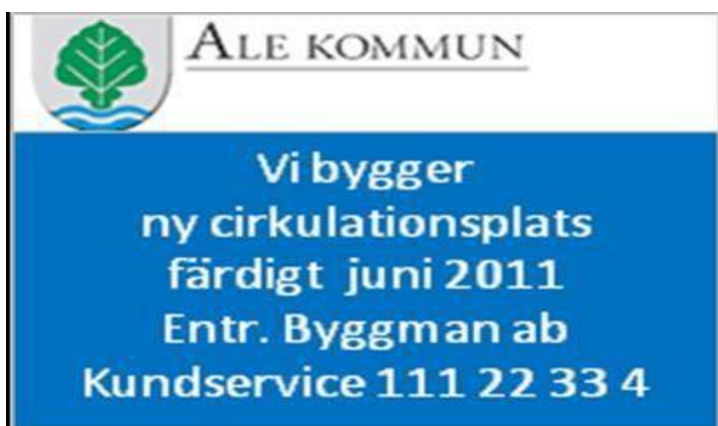 ALE KOMMUN
Vi bygger
ny cirkulationsplats
färdigt juni 2011
Entr. Byggman ab
Kundservice 111 22 33 4